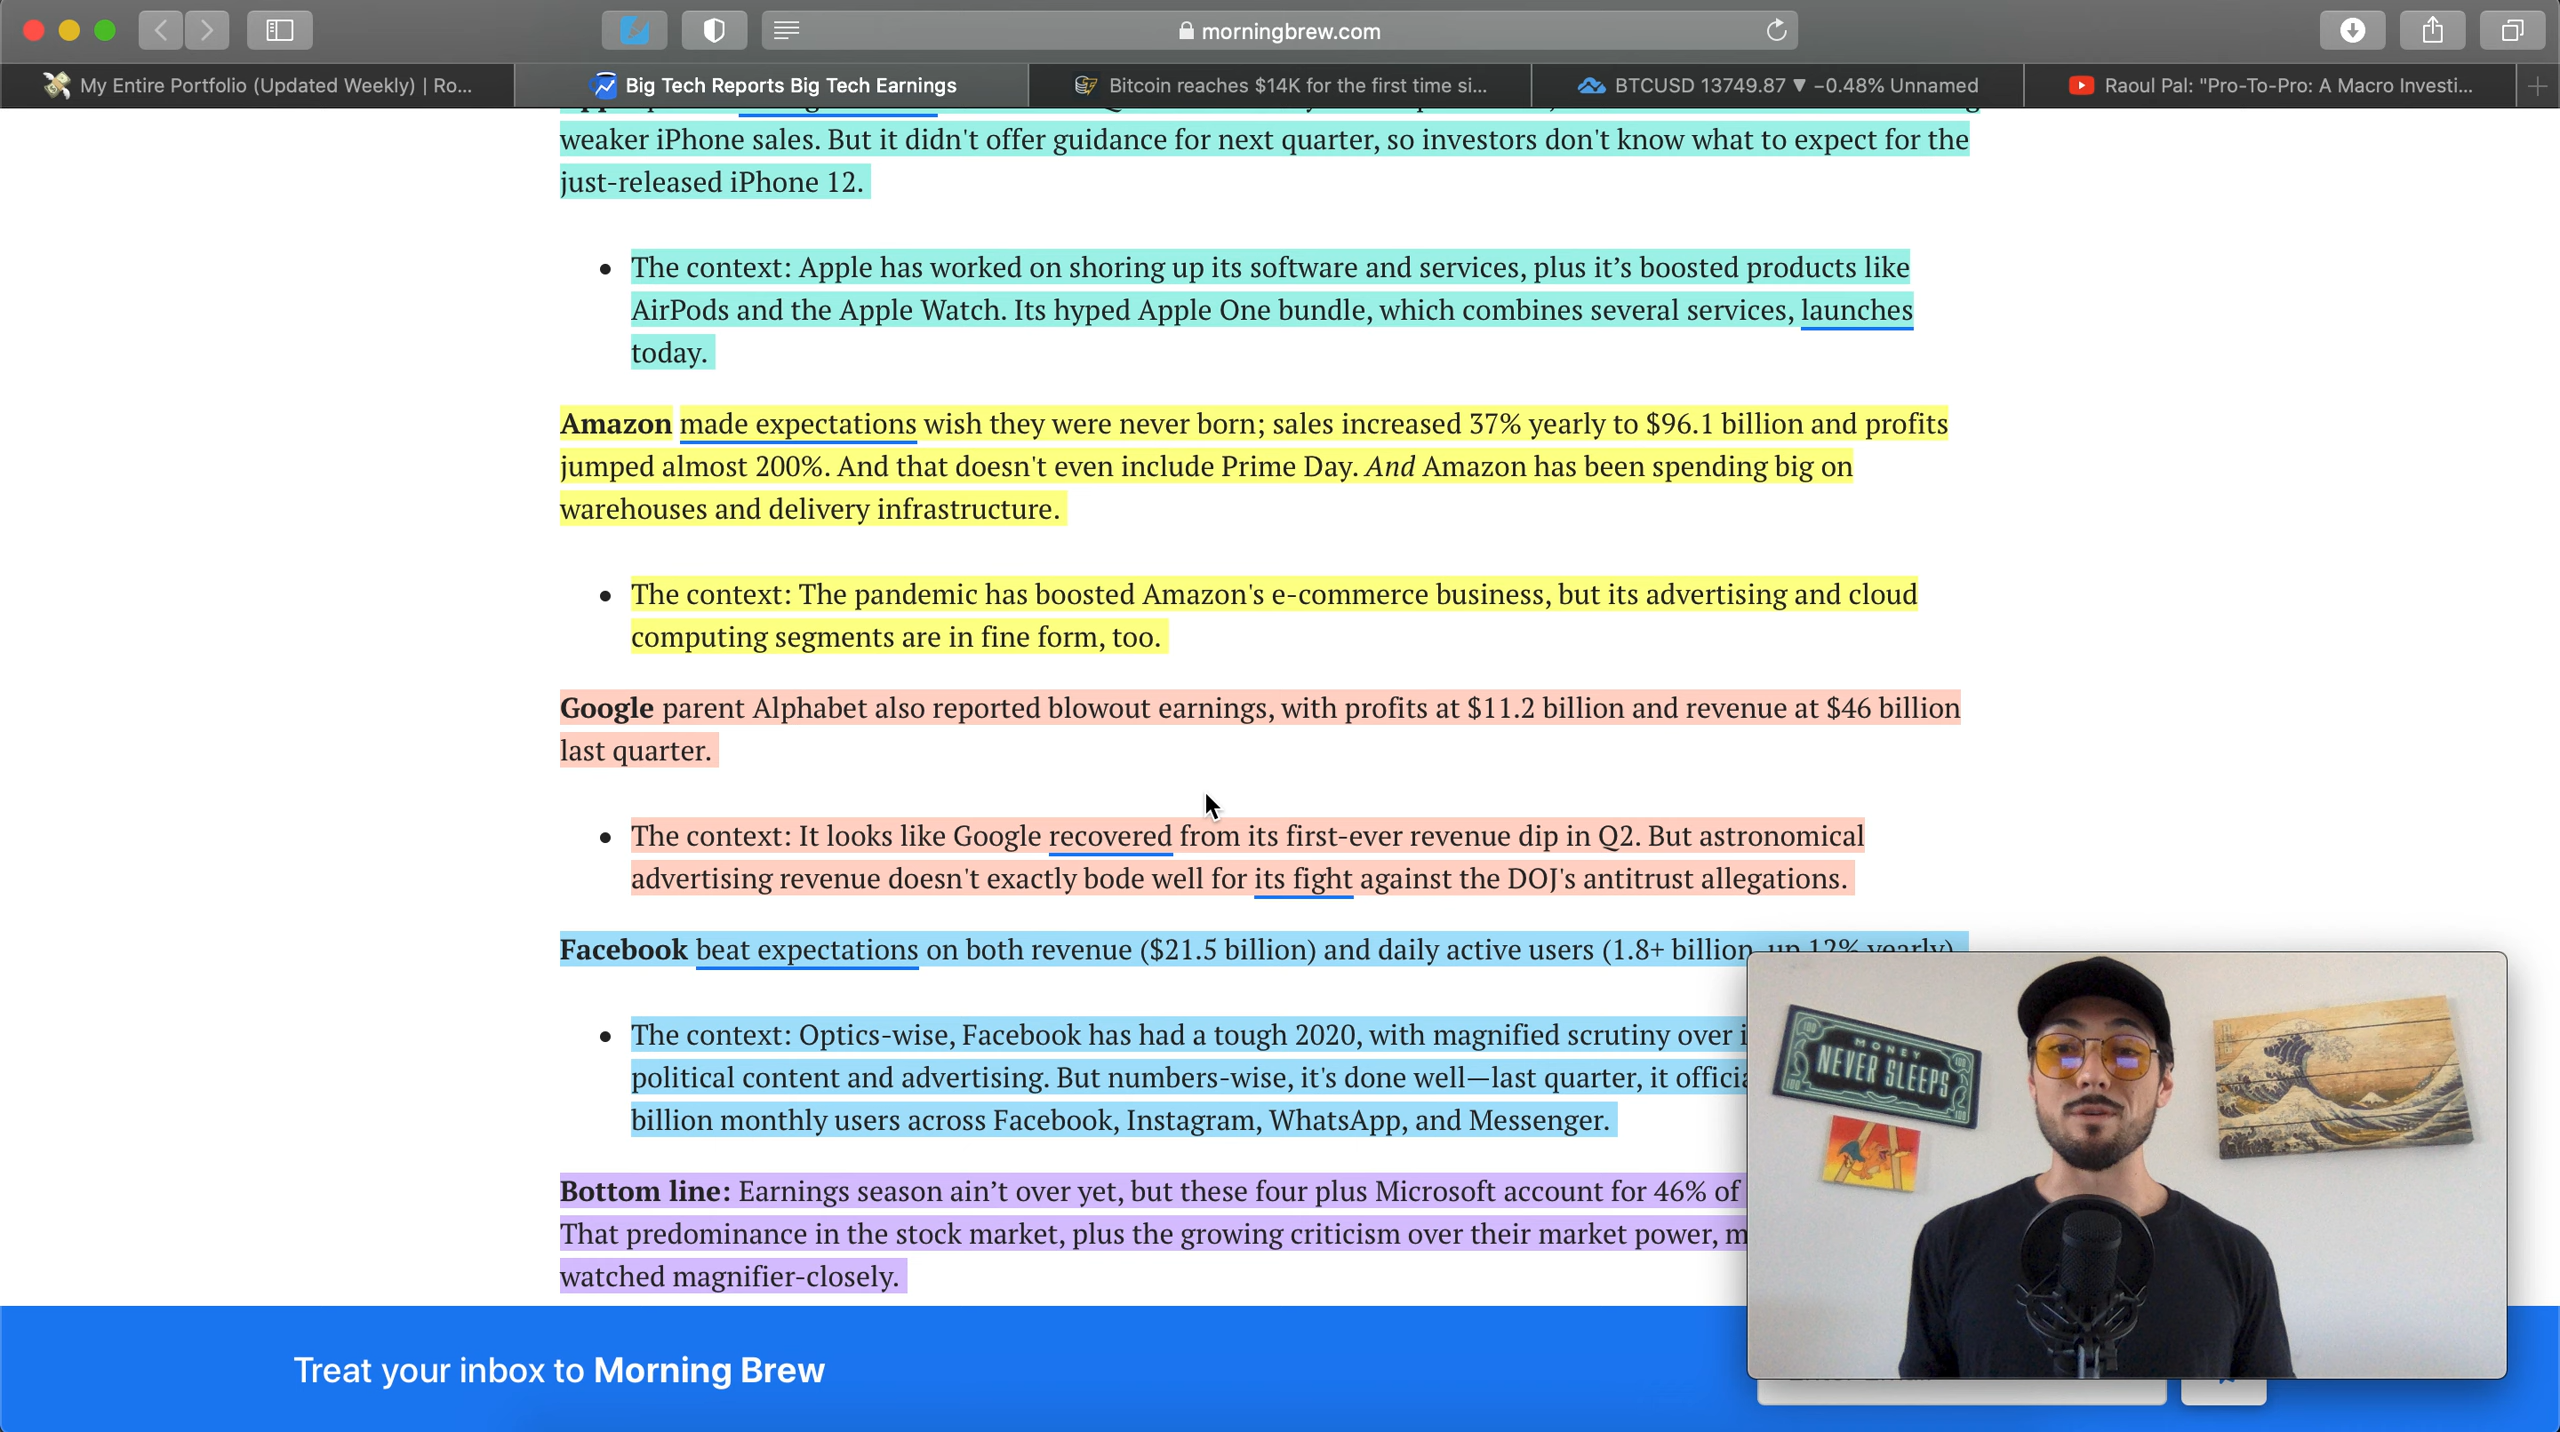 morningbrew.com
My Entire Portfolio (Updated Weekly) | Ro...
Big Tech Reports Big Tech Earnings
Bitcoin reaches $14K for the first time si...
BTCUSD 13749.87 ▼ −0.48% Unnamed
Raoul Pal: "Pro-To-Pro: A Macro Investi...
weaker iPhone sales. But it didn't offer guidance for next quarter, so investors don't know what to expect for the
just-released iPhone 12.
• The context: Apple has worked on shoring up its software and services, plus it’s boosted products like
AirPods and the Apple Watch. Its hyped Apple One bundle, which combines several services, launches
today.
Amazon made expectations wish they were never born; sales increased 37% yearly to $96.1 billion and profits
jumped almost 200%. And that doesn't even include Prime Day. And Amazon has been spending big on
warehouses and delivery infrastructure.
• The context: The pandemic has boosted Amazon's e-commerce business, but its advertising and cloud
computing segments are in fine form, too.
Google parent Alphabet also reported blowout earnings, with profits at $11.2 billion and revenue at $46 billion
last quarter.
• The context: It looks like Google recovered from its first-ever revenue dip in Q2. But astronomical
advertising revenue doesn't exactly bode well for its fight against the DOJ's antitrust allegations.
Facebook beat expectations on both revenue ($21.5 billion) and daily active users (1.8+ billion, up 12% yearly).
• The context: Optics-wise, Facebook has had a tough 2020, with magnified scrutiny over
political content and advertising. But numbers-wise, it's done well—last quarter, it
billion monthly users across Facebook, Instagram, WhatsApp, and Messenger.
Bottom line: Earnings season ain’t over yet, but these four plus Microsoft account for 46% of
That predominance in the stock market, plus the growing criticism over their market power,
watched magnifier-closely.
MONEY
NEVER SLEEPS
Treat your inbox to Morning Brew